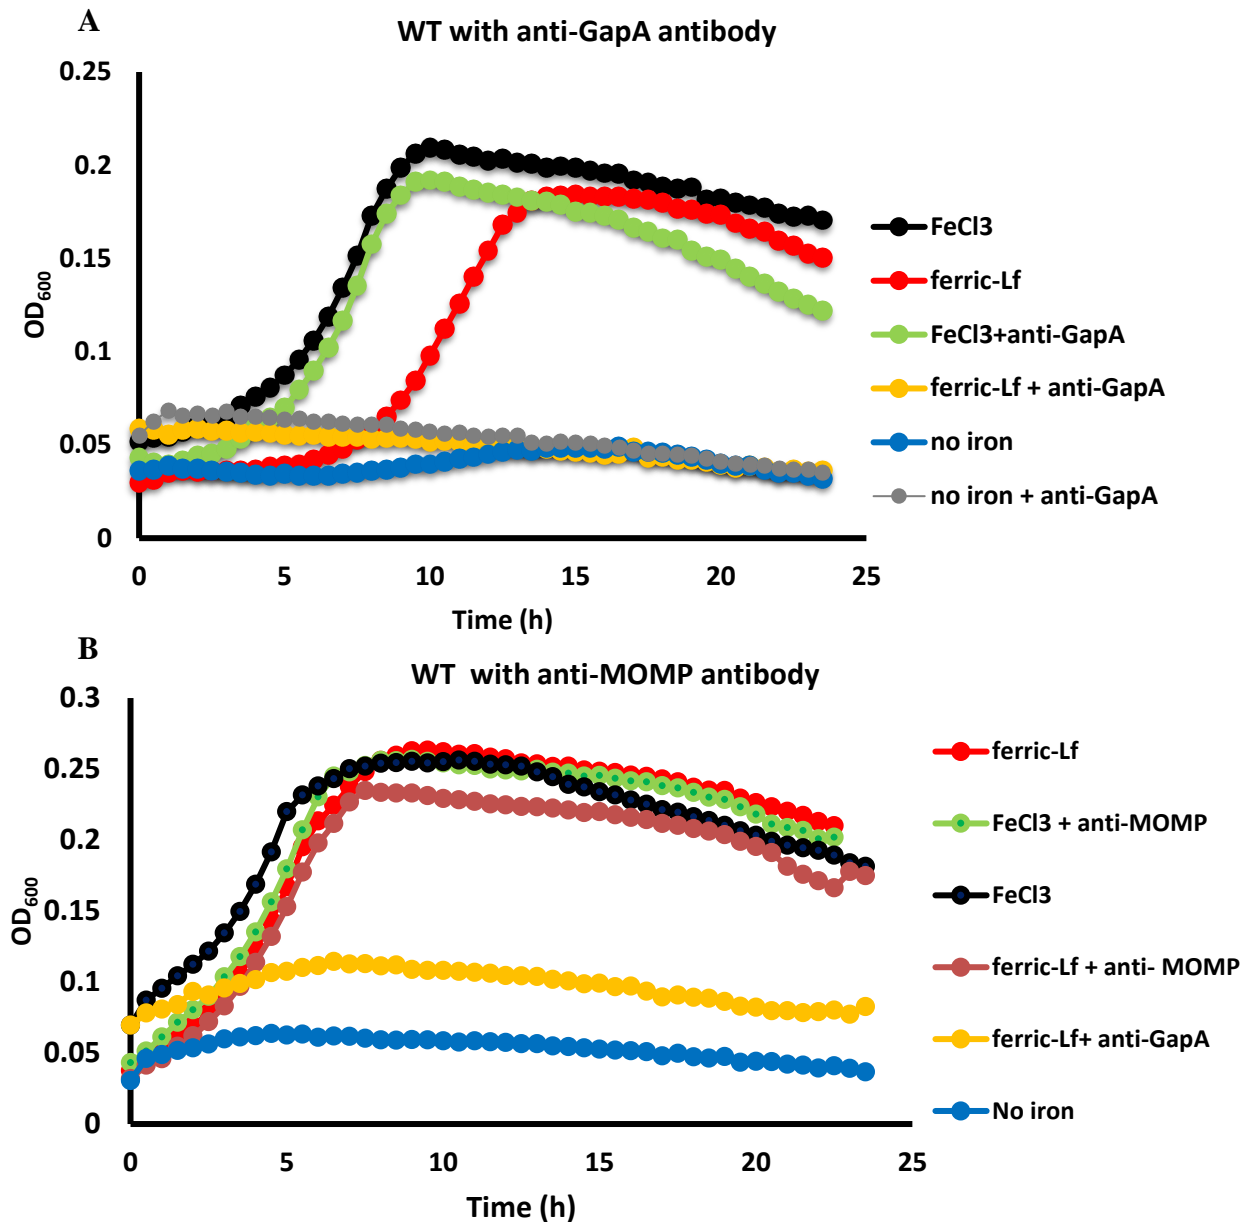 A
WT with anti-GapA antibody
0.25
0.2
0.15
0.1
0.05
0
OD600
0 5 10 15 20 25
Time (h)
FeCl3
ferric-Lf
FeCl3+anti-GapA
ferric-Lf + anti-GapA
no iron
no iron + anti-GapA
B
WT with anti-MOMP antibody
0.3
0.25
0.2
0.15
0.1
0.05
0
OD600
0 5 10 15 20 25
Time (h)
ferric-Lf
FeCl3 + anti-MOMP
FeCl3
ferric-Lf + anti- MOMP
ferric-Lf+ anti-GapA
No iron